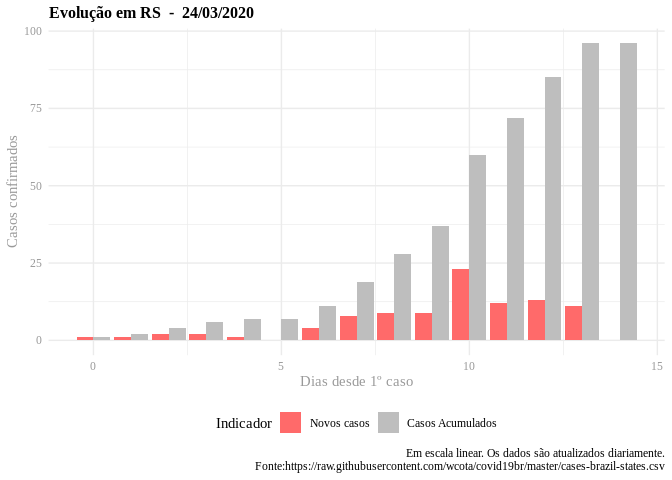 Evolução em RS  -  24/03/2020
Casos confirmados
100
75
50
25
0
0
5
10
15
Dias desde 1º caso
Indicador
Novos casos
Casos Acumulados
Em escala linear. Os dados são atualizados diariamente.
Fonte:https://raw.githubusercontent.com/wcota/covid19br/master/cases-brazil-states.csv